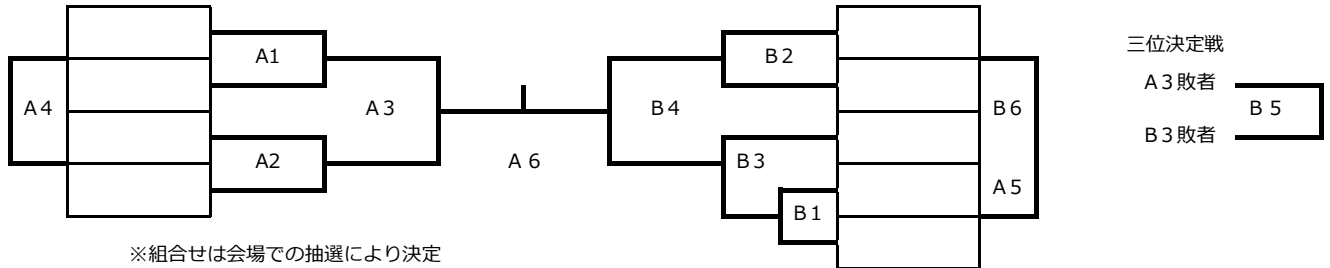 A1
B2
三位決定戦
A3敗者
A4
A3
B4
B6
B5
B3敗者
A2
A6
B3
A5
B1
※組合せは会場での抽選により決定